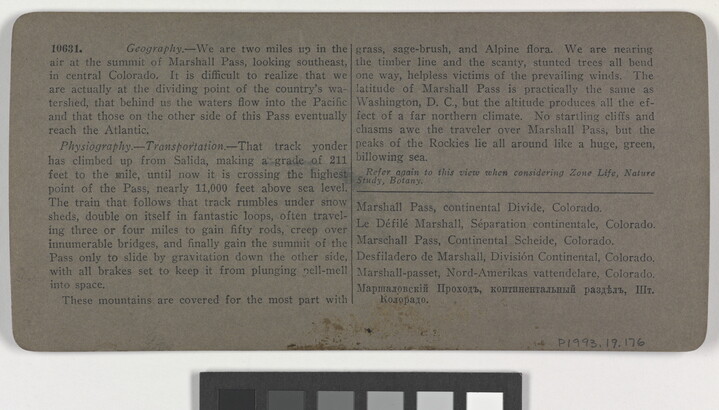 10631. Geography.—We are two miles up in the
air at the summit of Marshall Pass, looking southeast,
in central Colorado. It is difficult to realize that we
are actually at the dividing point of the country's wa-
tershed, that behind us the waters flow into the Pacific
and that those on the other side of this Pass eventually
reach the Atlantic.
Physiography.—Transportation.—That track yonder
has climbed up from Salida, making a grade of 211
feet to the mile, until now it is crossing the highest
point of the Pass, nearly 11,000 feet above sea level.
The train that follows that track rumbles under snow
sheds, double on itself in fantastic loops, often travel-
ing three or four miles to gain fifty rods, creep over
innumerable bridges, and finally gain the summit of the
Pass only to slide by gravitation down the other side,
with all brakes set to keep it from plunging pell-mell
into space.
These mountains are covered for the most part with
grass, sage-brush, and Alpine flora. We are nearing
the timber line and the scanty, stunted trees all bend
one way, helpless victims of the prevailing winds. The
latitude of Marshall Pass is practically the same as
Washington, D. C., but the altitude produces all the ef-
fect of a far northern climate. No startling cliffs and
chasms awe the traveler over Marshall Pass, but the
peaks of the Rockies lie all around like a huge, green,
billowing sea.
Refer again to this view when considering Zone Life, Nature
Study, Botany.
Marshall Pass, continental Divide, Colorado.
Le Défilé Marshall, Séparation continentale, Colorado.
Marschall Pass, Continental Scheide, Colorado.
Desfiladero de Marshall, División Continental, Colorado.
Marshall-passet, Nord-Amerikas vattendelare, Colorado.
Маршадовскій Проходъ, континентальный раздѣлъ, Шт.
Колорадо.
P1993.19.176